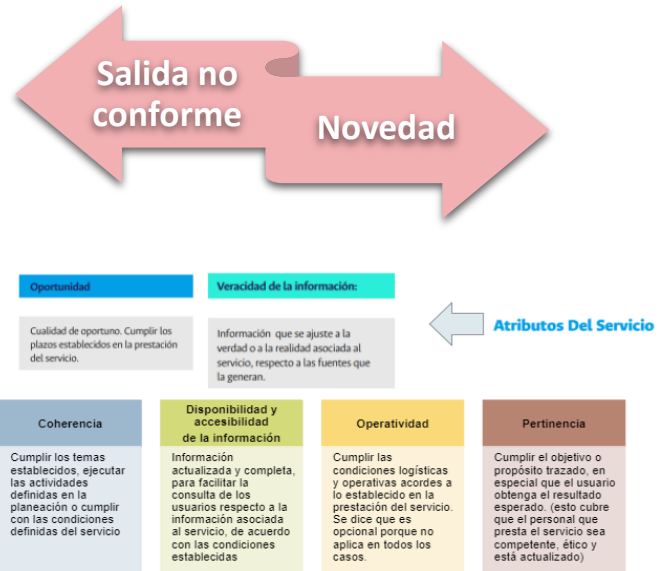 Salida no
conforme
Novedad
Oportunidad
Cualidad de oportuno. Cumplir los
plazos establecidos en la prestación
del servicio.
Veracidad de la información:
Información que se ajuste a la
verdad o a la realidad asociada al
servicio, respecto a las fuentes que
la generan.
Atributos Del Servicio
Coherencia
Cumplir los temas
establecidos, ejecutar
las actividades
definidas en la
planeación o cumplir
con las condiciones
definidas del servicio
Disponibilidad y
accesibilidad
de la información
Información
actualizada y completa,
para facilitar la
consulta de los
usuarios respecto a la
información asociada
al servicio, de acuerdo
con las condiciones
establecidas
Operatividad
Cumplir las
condiciones logísticas
y operativas acordes a
lo establecido en la
prestación del servicio.
Se dice que es
opcional porque no
aplica en todos los
casos.
Pertinencia
Cumplir el objetivo o
propósito trazado, en
especial que el usuario
obtenga el resultado
esperado. (esto cubre
que el personal que
presta el servicio sea
competente, ético y
está actualizado)